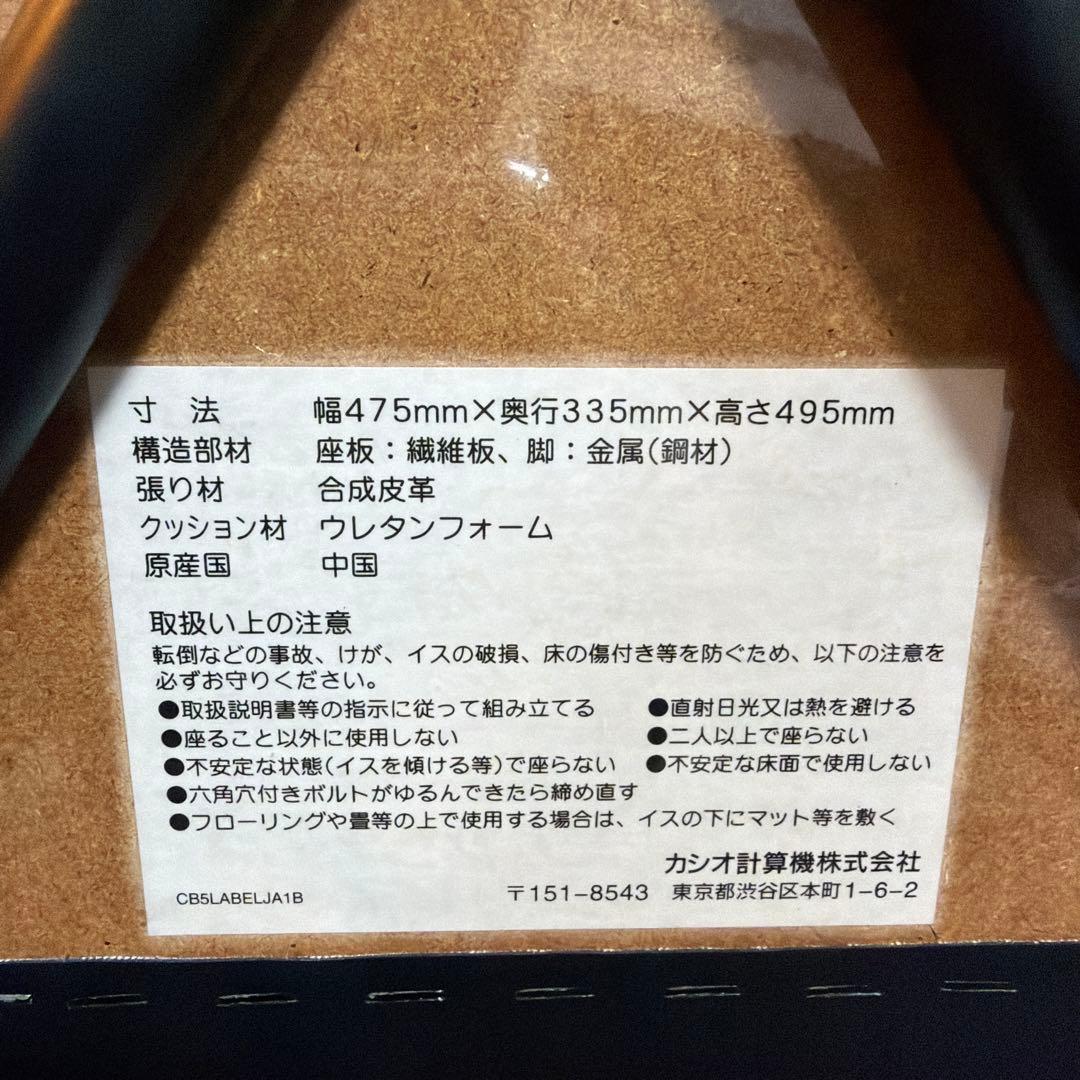 寸　法　幅475mm×奥行335mm×高さ495mm
構造部材　座板：繊維板、脚：金属（鋼材）
張り材　合成皮革
クッション材　ウレタンフォーム
原産国　中国
取扱い上の注意
転倒などの事故、けが、イスの破損、床の傷付き等を防ぐため、以下の注意を
必ずお守りください。
●取扱説明書等の指示に従って組み立てる　●直射日光又は熱を避ける
●座ること以外に使用しない　●二人以上で座らない
●不安定な状態（イスを傾ける等）で座らない　●不安定な床面で使用しない
●六角穴付きボルトがゆるんできたら締め直す
●フローリングや畳等の上で使用する場合は、イスの下にマット等を敷く
カシオ計算機株式会社
CB5LABELJA1B　〒151-8543　東京都渋谷区本町1-6-2